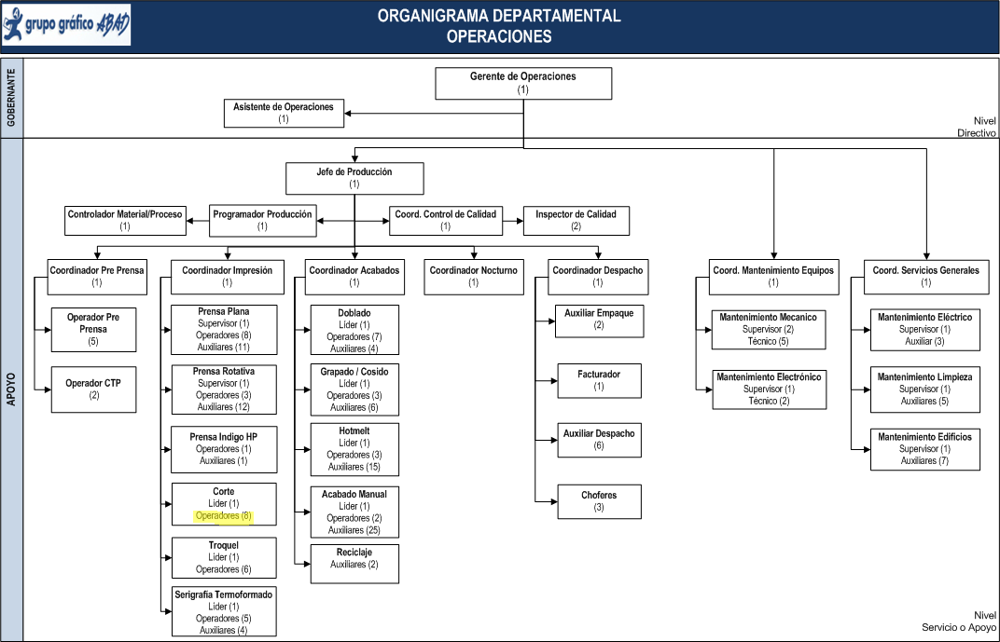 grupo gráfico ABAD
ORGANIGRAMA DEPARTAMENTAL
OPERACIONES
GOBERNANTE
Gerente de Operaciones
(1)
Asistente de Operaciones
(1)
Nivel
Directivo
APOYO
Jefe de Producción
(1)
Controlador Material/Proceso
(1)
Programador Producción
(1)
Coord. Control de Calidad
(1)
Inspector de Calidad
(2)
Coordinador Pre Prensa
(1)
Operador Pre
Prensa
(5)
Operador CTP
(2)
Coordinador Impresión
(1)
Prensa Plana
Supervisor (1)
Operadores (8)
Auxiliares (11)
Prensa Rotativa
Supervisor (1)
Operadores (3)
Auxiliares (12)
Prensa Indigo HP
Operadores (1)
Auxiliares (1)
Corte
Líder (1)
Operadores (8)
Troquel
Líder (1)
Operadores (6)
Serigrafía Termoformado
Líder (1)
Operadores (5)
Auxiliares (4)
Coordinador Acabados
(1)
Doblado
Líder (1)
Operadores (7)
Auxiliares (4)
Grapado / Cosido
Líder (1)
Operadores (3)
Auxiliares (6)
Hotmelt
Líder (1)
Operadores (3)
Auxiliares (15)
Acabado Manual
Líder (1)
Operadores (2)
Auxiliares (25)
Reciclaje
Auxiliares (2)
Coordinador Nocturno
(1)
Coordinador Despacho
(1)
Auxiliar Empaque
(2)
Facturador
(1)
Auxiliar Despacho
(6)
Choferes
(3)
Coord. Mantenimiento Equipos
(1)
Mantenimiento Mecanico
Supervisor (2)
Técnico (5)
Mantenimiento Electrónico
Supervisor (1)
Técnico (2)
Coord. Servicios Generales
(1)
Mantenimiento Eléctrico
Supervisor (1)
Auxiliar (3)
Mantenimiento Limpieza
Supervisor (1)
Auxiliares (5)
Mantenimiento Edificios
Supervisor (1)
Auxiliares (7)
Nivel
Servicio o Apoyo